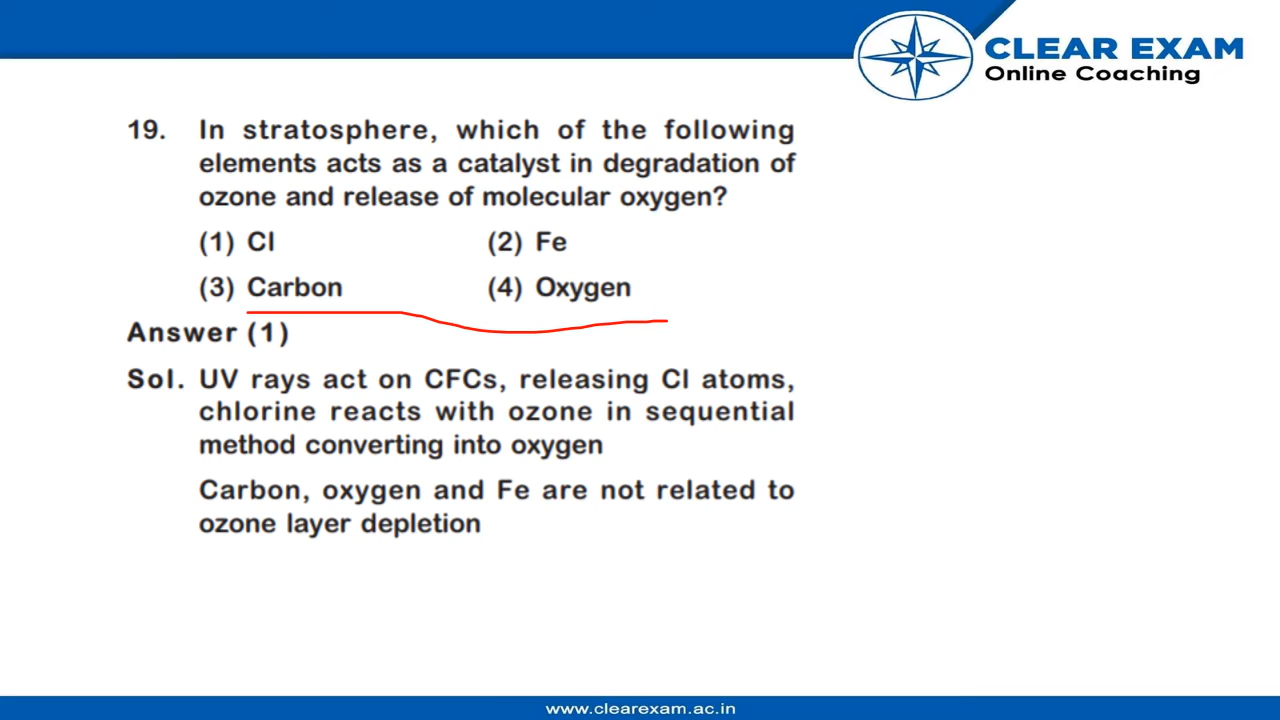 CLEAR EXAM
Online Coaching
19. In stratosphere, which of the following
elements acts as a catalyst in degradation of
ozone and release of molecular oxygen?
(1) Cl (2) Fe
(3) Carbon (4) Oxygen
Answer (1)
Sol. UV rays act on CFCs, releasing Cl atoms,
chlorine reacts with ozone in sequential
method converting into oxygen
Carbon, oxygen and Fe are not related to
ozone layer depletion
www.clearexam.ac.in